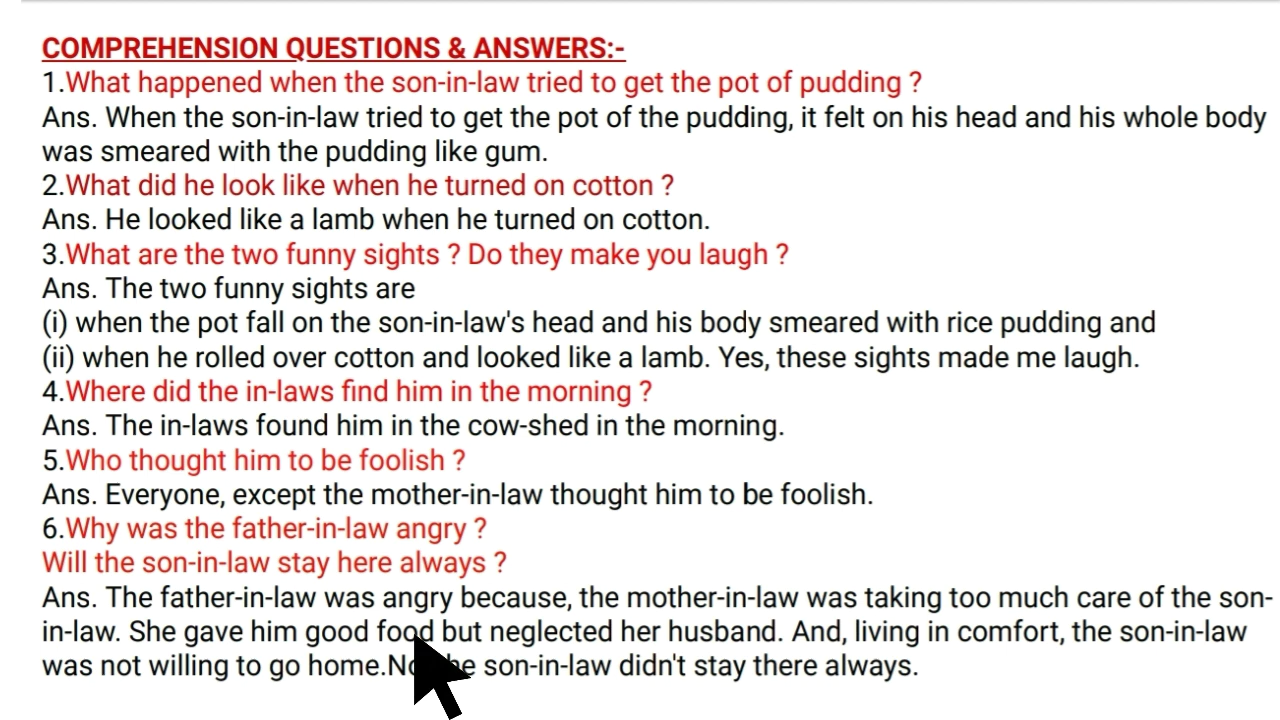 COMPREHENSION QUESTIONS & ANSWERS:-
1.What happened when the son-in-law tried to get the pot of pudding ?
Ans. When the son-in-law tried to get the pot of the pudding, it felt on his head and his whole body
was smeared with the pudding like gum.
2.What did he look like when he turned on cotton ?
Ans. He looked like a lamb when he turned on cotton.
3.What are the two funny sights ? Do they make you laugh ?
Ans. The two funny sights are
(i) when the pot fall on the son-in-law's head and his body smeared with rice pudding and
(ii) when he rolled over cotton and looked like a lamb. Yes, these sights made me laugh.
4.Where did the in-laws find him in the morning ?
Ans. The in-laws found him in the cow-shed in the morning.
5.Who thought him to be foolish ?
Ans. Everyone, except the mother-in-law thought him to be foolish.
6.Why was the father-in-law angry ?
Will the son-in-law stay here always ?
Ans. The father-in-law was angry because, the mother-in-law was taking too much care of the son-
in-law. She gave him good food but neglected her husband. And, living in comfort, the son-in-law
was not willing to go home. son-in-law didn't stay there always.